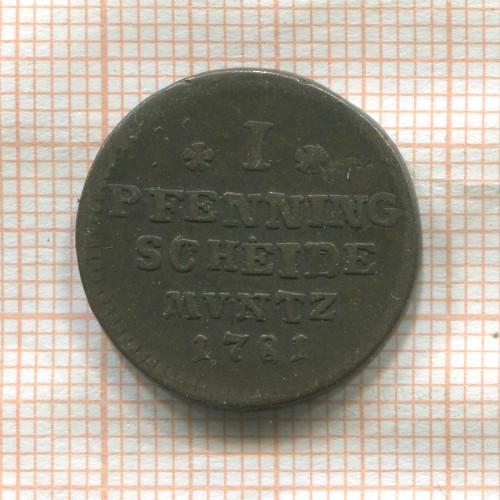 * I *
PFENNING
SCHEIDE
MVNTZ
1781